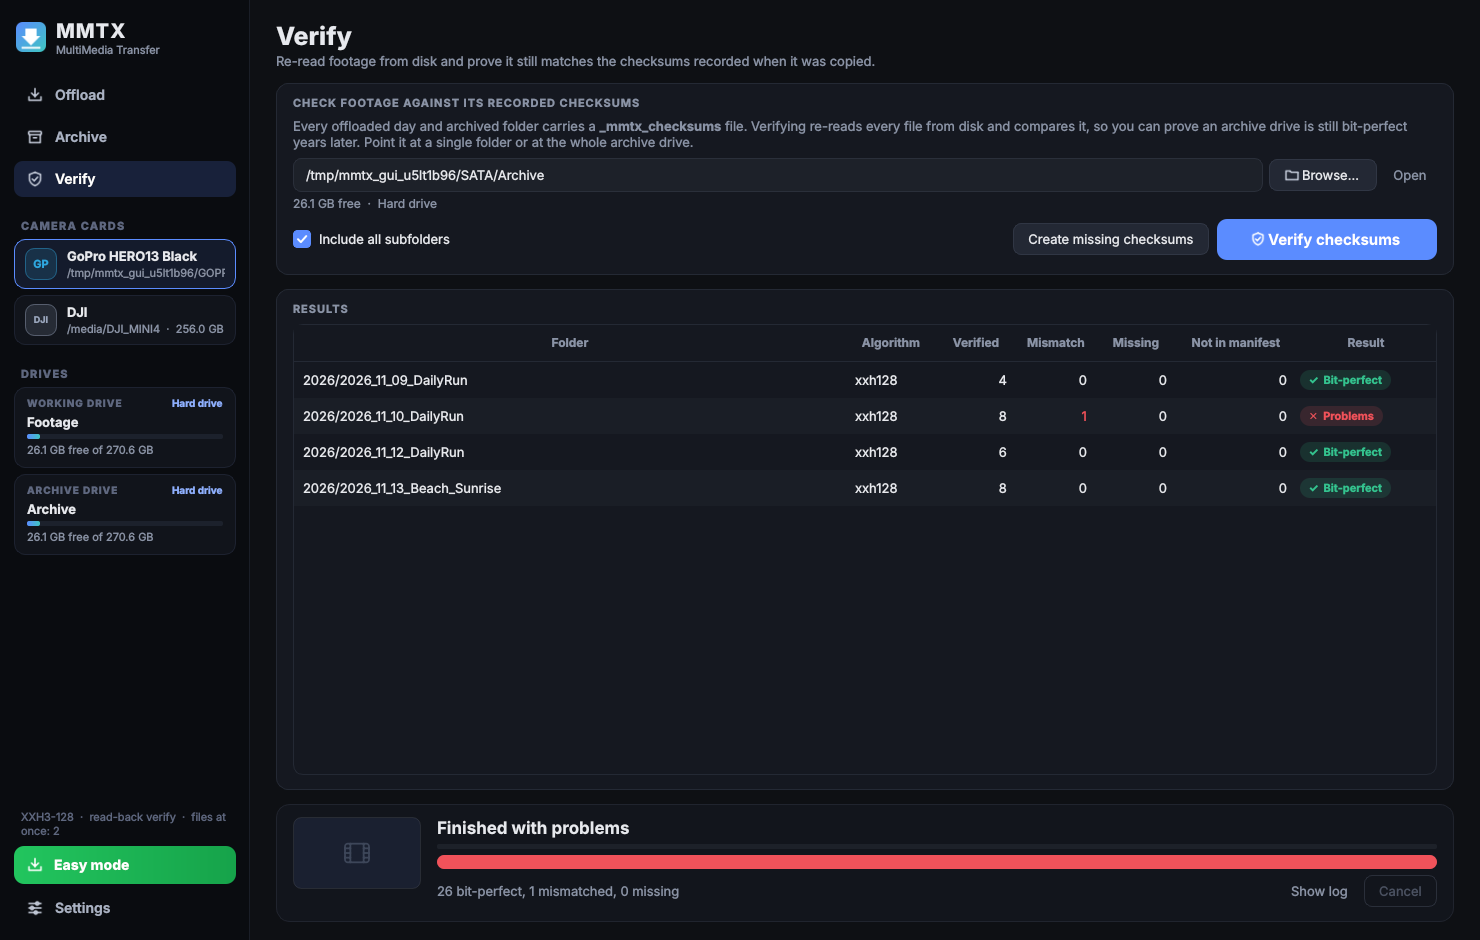 MMTX
MultiMedia Transfer
Offload
Archive
Verify
CAMERA CARDS
GP
GoPro HERO13 Black
/tmp/mmtx_gui_u5lt1b96/GOPF
DJI
DJI
/media/DJI_MINI4 · 256.0 GB
DRIVES
WORKING DRIVE Hard drive
Footage
26.1 GB free of 270.6 GB
ARCHIVE DRIVE Hard drive
Archive
26.1 GB free of 270.6 GB
XXH3-128 · read-back verify · files at
once: 2
Easy mode
Settings
Verify
Re-read footage from disk and prove it still matches the checksums recorded when it was copied.
CHECK FOOTAGE AGAINST ITS RECORDED CHECKSUMS
Every offloaded day and archived folder carries a _mmtx_checksums file. Verifying re-reads every file from disk and compares it, so you can prove an archive drive is still bit-perfect
years later. Point it at a single folder or at the whole archive drive.
/tmp/mmtx_gui_u5lt1b96/SATA/Archive
Browse...
Open
26.1 GB free · Hard drive
Include all subfolders
Create missing checksums
Verify checksums
RESULTS
Folder Algorithm Verified Mismatch Missing Not in manifest Result
2026/2026_11_09_DailyRun xxh128 4 0 0 0 Bit-perfect
2026/2026_11_10_DailyRun xxh128 8 1 0 0 Problems
2026/2026_11_12_DailyRun xxh128 6 0 0 0 Bit-perfect
2026/2026_11_13_Beach_Sunrise xxh128 8 0 0 0 Bit-perfect
Finished with problems
26 bit-perfect, 1 mismatched, 0 missing
Show log
Cancel